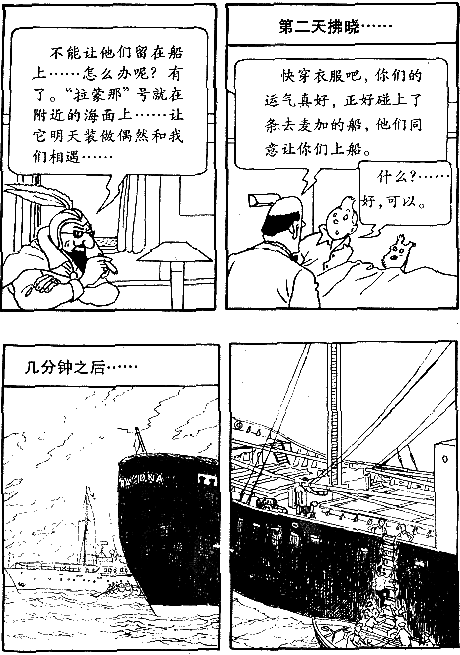 不能让他们留在船
上……怎么办呢？有
了。“拉蒙那”号就在
附近的海面上……让
它明天装做偶然和我
们相遇……
第二天拂晓……
快穿衣服吧，你们的
运气真好，正好碰上了
条去麦加的船，他们同
意让你们上船。
什么？……
好，可以。
几分钟之后……